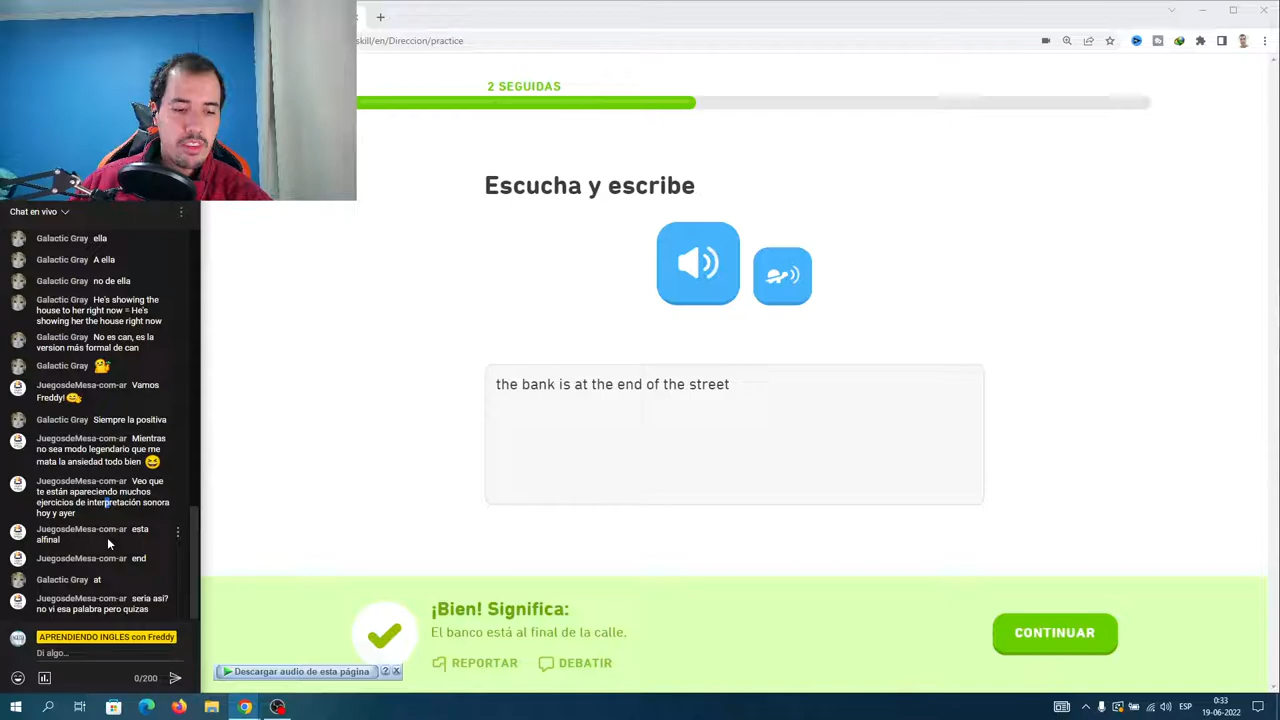 skill/en/Direccion/practice
2 SEGUIDAS
Escucha y escribe
the bank is at the end of the street
¡Bien! Significa:
El banco está al final de la calle.
REPORTAR
DEBATIR
CONTINUAR
Chat en vivo
Galactic Gray ella
Galactic Gray A ella
Galactic Gray no de ella
Galactic Gray He's showing the
house to her right now = He's
showing her the house right now
Galactic Gray No es can, es la
version más formal de can
Galactic Gray
JuegosdeMesa-com-ar Vamos
Freddy!
Galactic Gray Siempre la positiva
JuegosdeMesa-com-ar Mientras
no sea modo legendario que me
mata la ansiedad todo bien
JuegosdeMesa-com-ar Veo que
te están apareciendo muchos
ejercicios de interpretación sonora
hoy y ayer
JuegosdeMesa-com-ar esta
alfinal
JuegosdeMesa-com-ar end
Galactic Gray at
JuegosdeMesa-com-ar seria asi?
no vi esa palabra pero quizas
APRENDIENDO INGLES con Freddy
Di algo...
0/200
Descargar audio de esta página
? X
ESP
0:33
19-06-2022